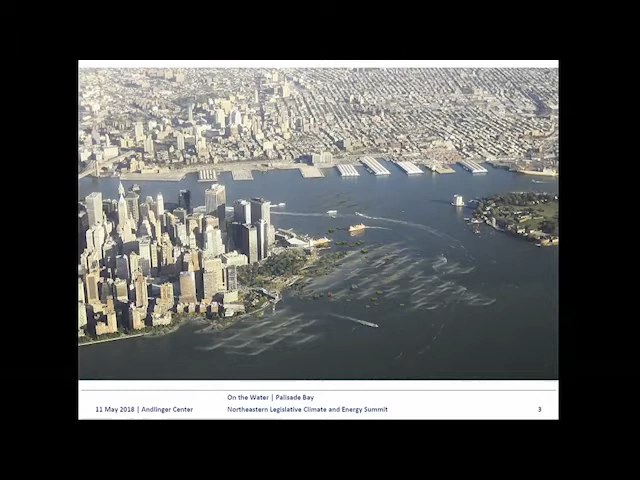 On the Water | Palisade Bay
11 May 2018 | Andlinger Center Northeastern Legislative Climate and Energy Summit 3